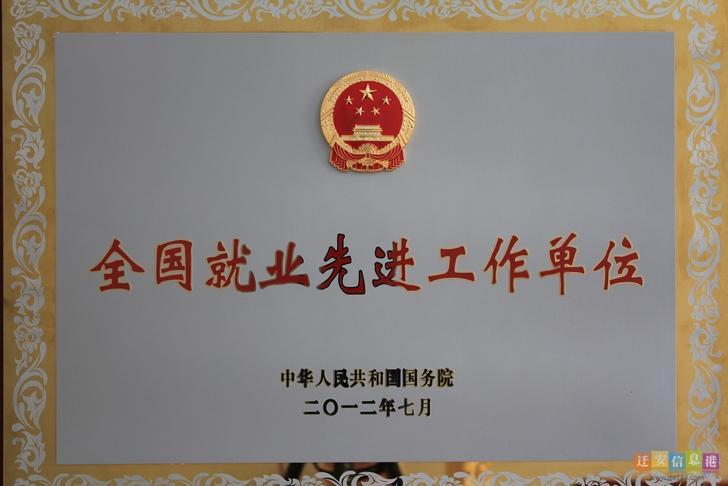 全国就业先进工作单位
中华人民共和国国务院
二〇一二年七月
迁安信息港